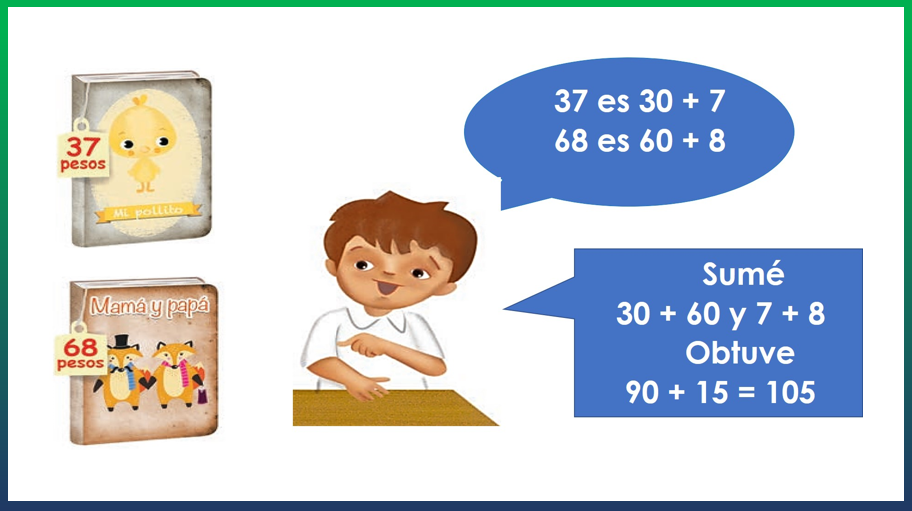 37
pesos
Mi pollito
Mamá y papá
68
pesos
37 es 30 + 7
68 es 60 + 8
Sumé
30 + 60 y 7 + 8
Obtuve
90 + 15 = 105